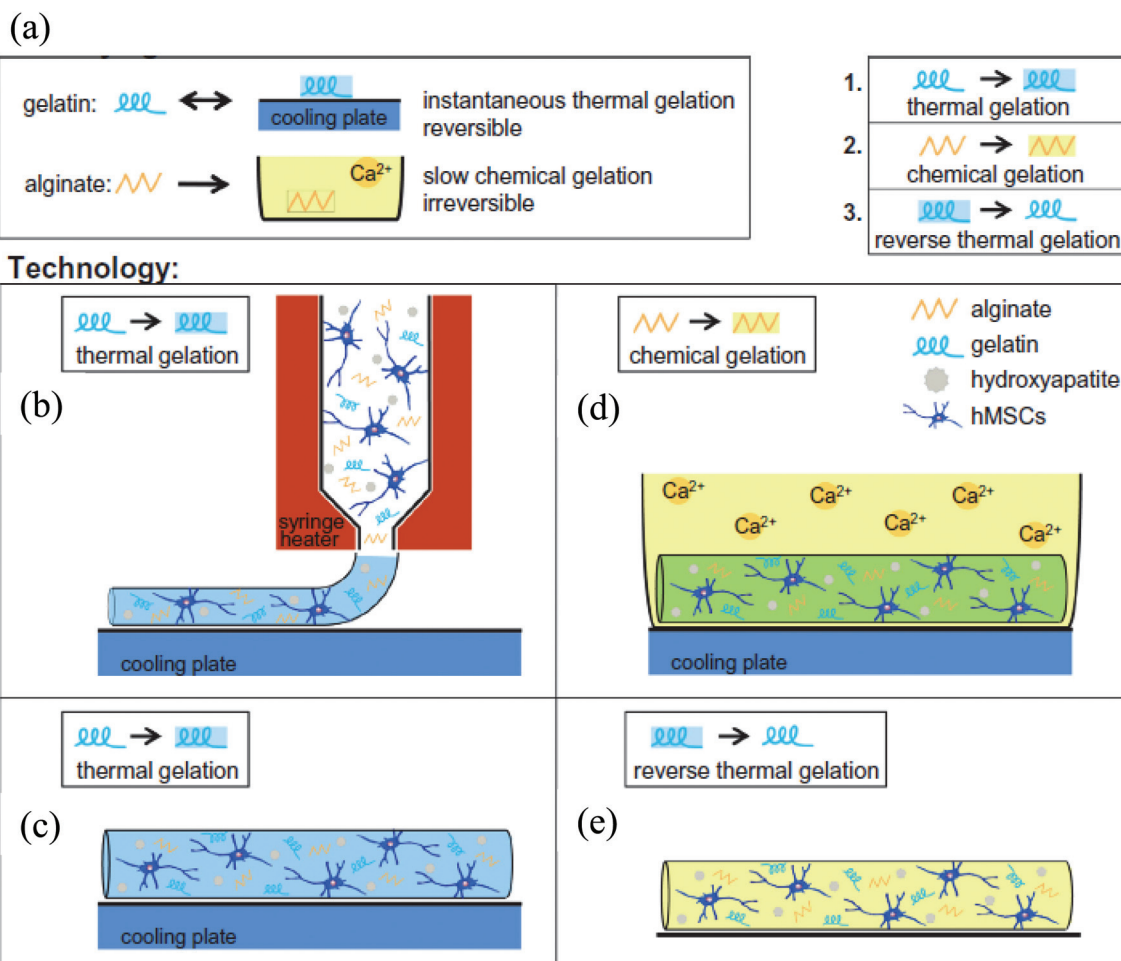 (a)
gelatin:
cooling plate
instantaneous thermal gelation
reversible
alginate:
Ca2+
slow chemical gelation
irreversible
1.
thermal gelation
2.
chemical gelation
3.
reverse thermal gelation
Technology:
thermal gelation
(b)
syringe
heater
cooling plate
chemical gelation
alginate
gelatin
hydroxyapatite
hMSCs
(d)
Ca2+
Ca2+
Ca2+
Ca2+
Ca2+
Ca2+
cooling plate
thermal gelation
(c)
cooling plate
reverse thermal gelation
(e)